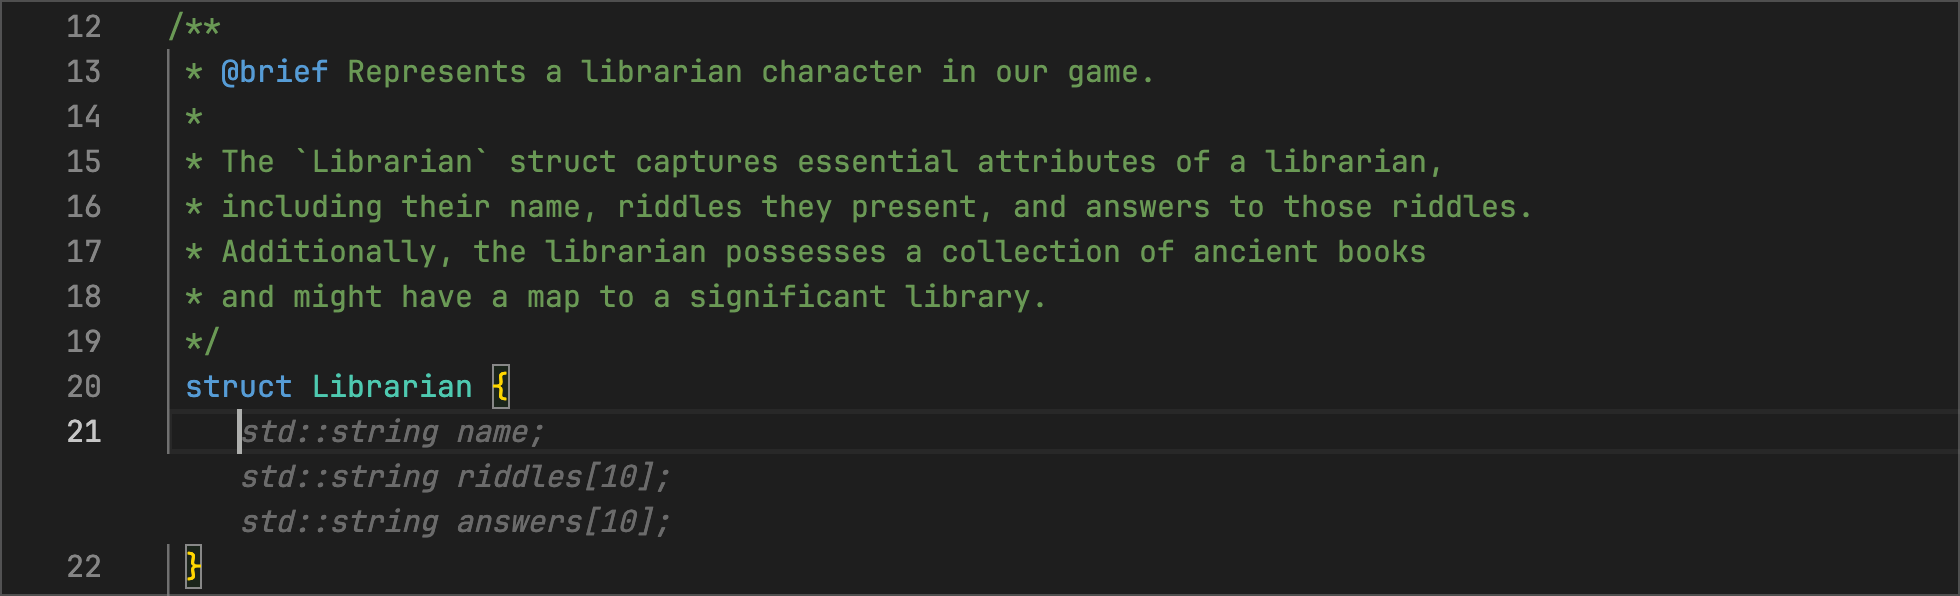 12 /**
13 * @brief Represents a librarian character in our game.
14 *
15 * The `Librarian` struct captures essential attributes of a librarian,
16 * including their name, riddles they present, and answers to those riddles.
17 * Additionally, the librarian possesses a collection of ancient books
18 * and might have a map to a significant library.
19 */
20 struct Librarian {
21 std::string name;
std::string riddles[10];
std::string answers[10];
22 }